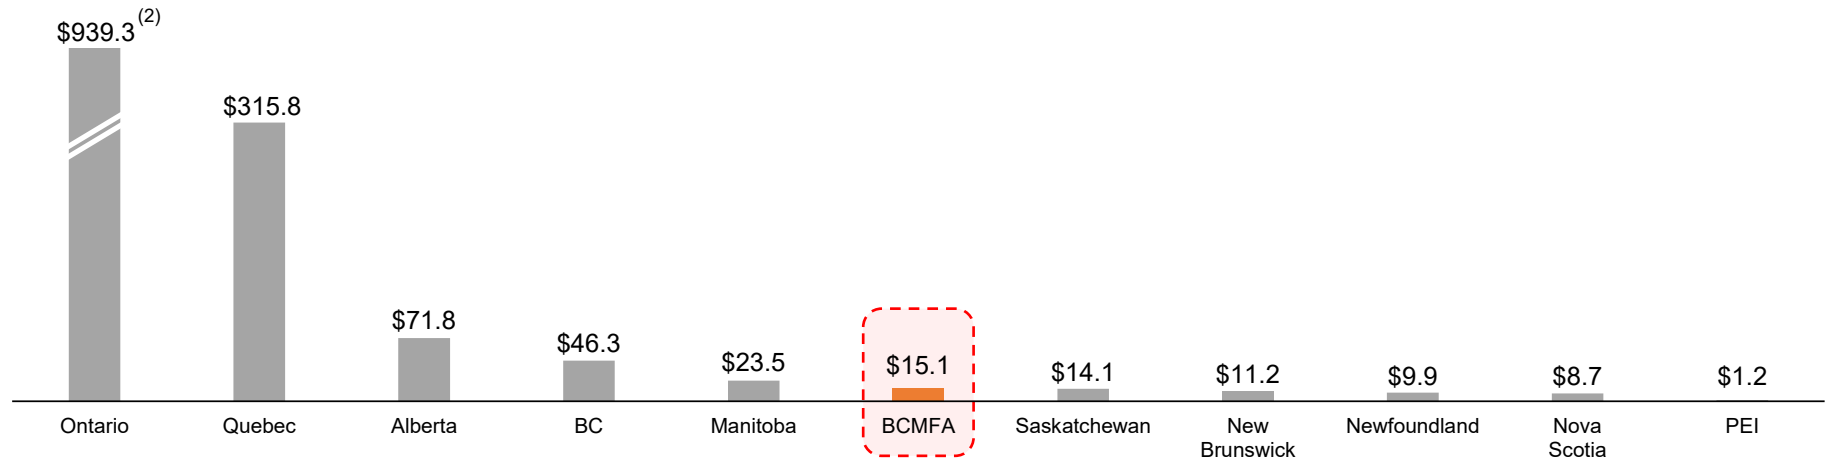 $939.3 (2)
$315.8
$71.8
$46.3
$23.5
$15.1
$14.1
$11.2
$9.9
$8.7
$1.2
Ontario
Quebec
Alberta
BC
Manitoba
BCMFA
Saskatchewan
New
Brunswick
Newfoundland
Nova
Scotia
PEI